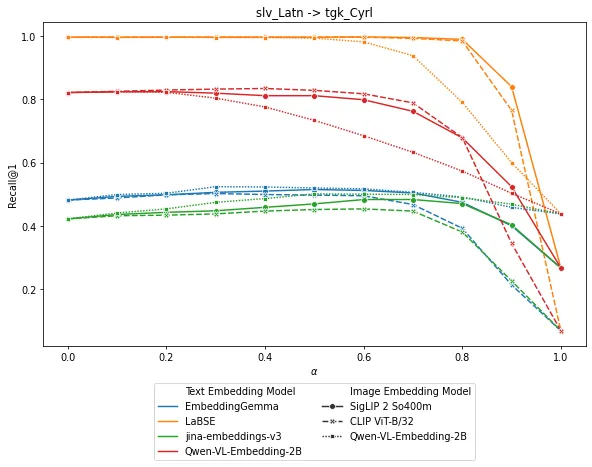 slv_Latn -> tgk_Cyrl
Recall@1
1.0
0.8
0.6
0.4
0.2
0.0 0.2 0.4 0.6 0.8 1.0
α
Text Embedding Model Image Embedding Model
EmbeddingGemma SigLIP 2 So400m
LaBSE CLIP ViT-B/32
jina-embeddings-v3 Qwen-VL-Embedding-2B
Qwen-VL-Embedding-2B